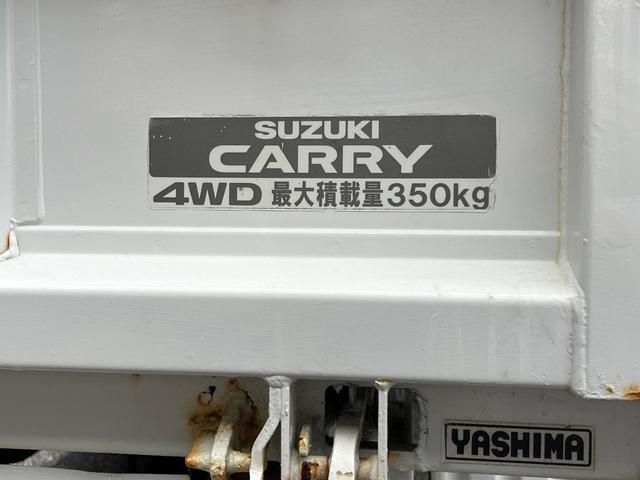 SUZUKI
CARRY
4WD 最大積載量350kg
YASHIMA